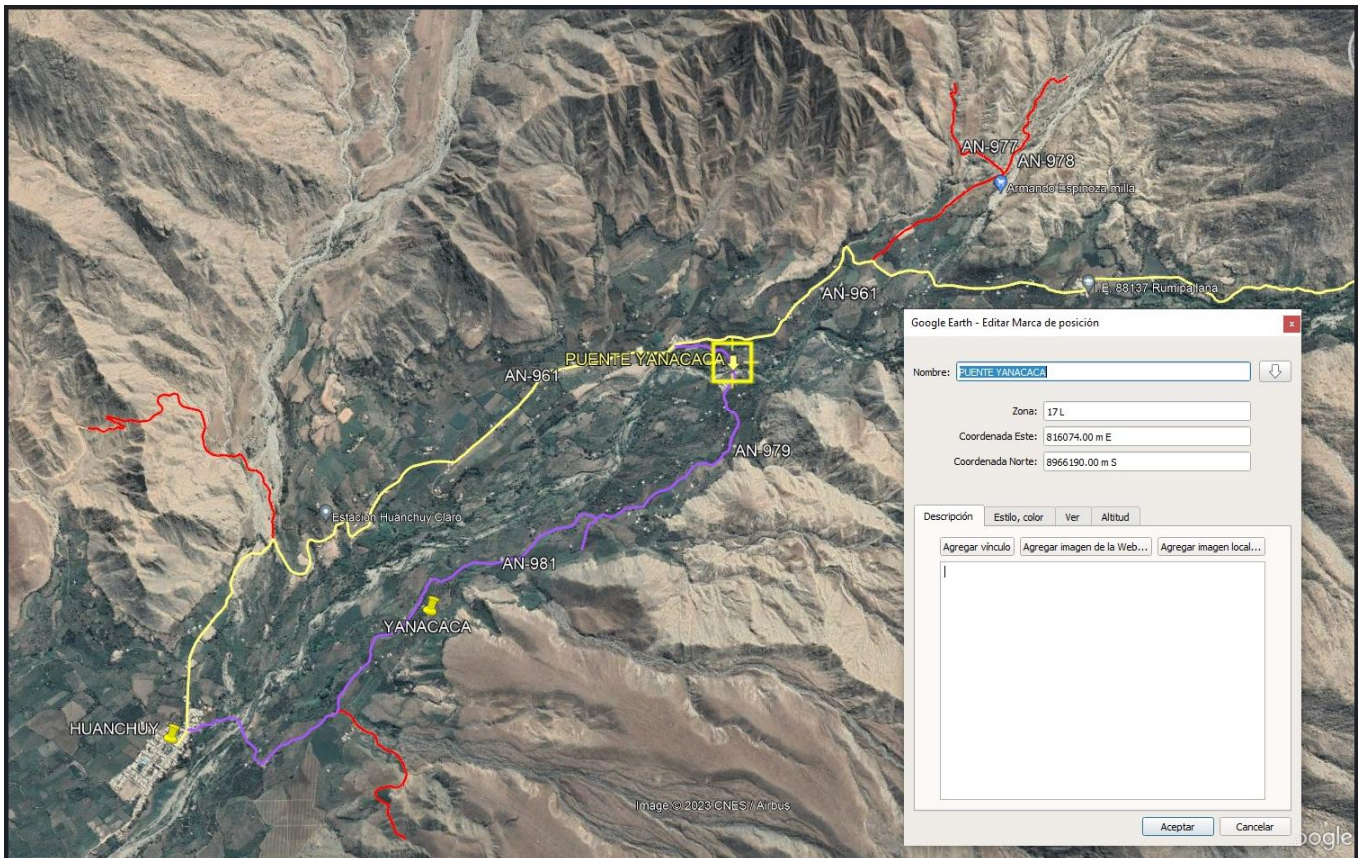 AN-977
AN-978
Armando Espinoza milla
AN-961
I.E. 88137 Rumipallana
PUENTE YANACACA
AN-961
AN-979
Estación Huanchuy Claro
AN-981
YANACACA
HUANCHUY
Image © 2023 CNES / Airbus
Google Earth - Editar Marca de posición
x
Nombre: PUENTE YANACACA
Zona: 17 L
Coordenada Este: 816074.00 m E
Coordenada Norte: 8966190.00 m S
Descripción Estilo, color Ver Altitud
Agregar vínculo Agregar imagen de la Web... Agregar imagen local...
Aceptar Cancelar
oogle